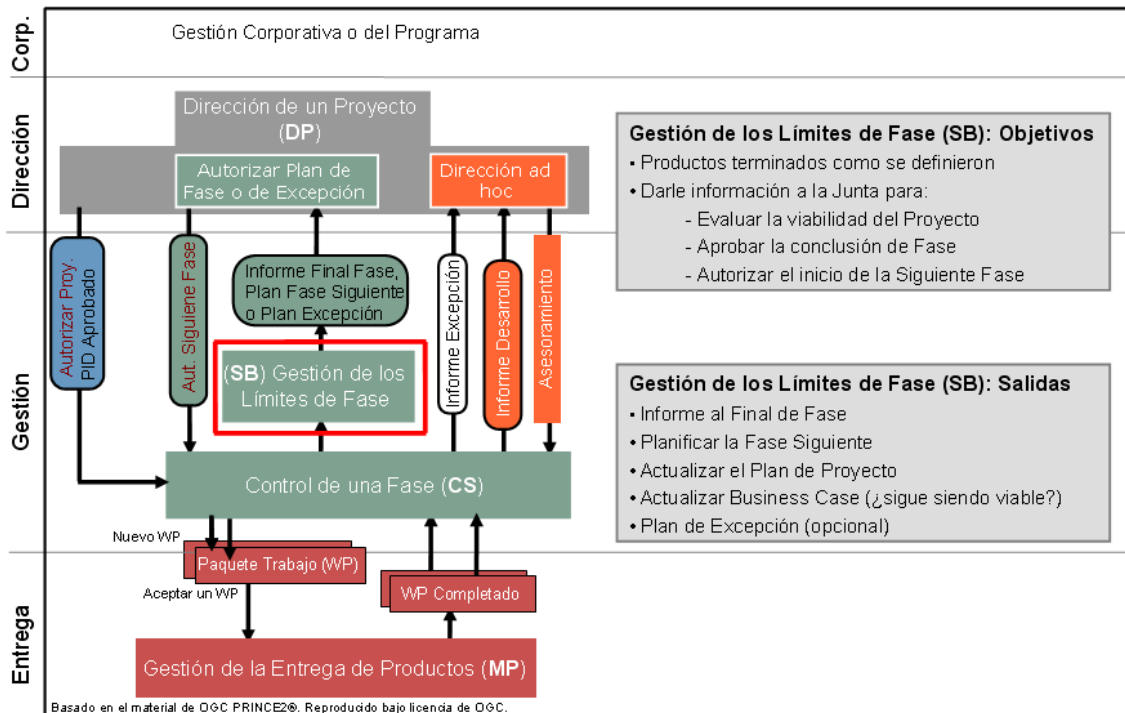 Corp.
Gestión Corporativa o del Programa
Dirección
Dirección de un Proyecto
(DP)
Autorizar Plan de
Fase o de Excepción
Dirección ad
hoc
Gestión de los Límites de Fase (SB): Objetivos
• Productos terminados como se definieron
• Darle información a la Junta para:
- Evaluar la viabilidad del Proyecto
- Aprobar la conclusión de Fase
- Autorizar el inicio de la Siguiente Fase
Gestión
Autorizar Proy.
PID Aprobado
Aut. Siguiene Fase
Informe Final Fase,
Plan Fase Siguiente
o Plan Excepción
Informe Excepción
Informe Desarrollo
Asesoramiento
(SB) Gestión de los
Límites de Fase
Control de una Fase (CS)
Gestión de los Límites de Fase (SB): Salidas
• Informe al Final de Fase
• Planificar la Fase Siguiente
• Actualizar el Plan de Proyecto
• Actualizar Business Case (¿sigue siendo viable?)
• Plan de Excepción (opcional)
Nuevo WP
Entrega
Paquete Trabajo (WP)
Aceptar un WP
WP Completado
Gestión de la Entrega de Productos (MP)
Basado en el material de OGC PRINCE2®. Reproducido bajo licencia de OGC.